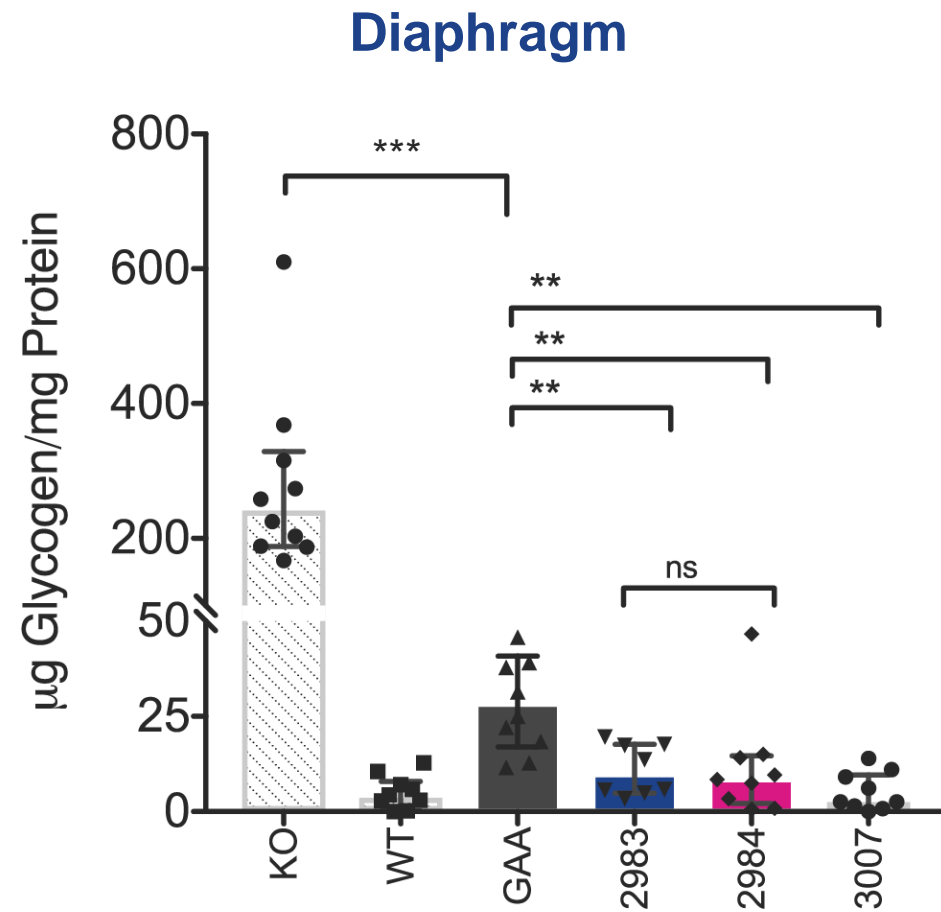 Diaphragm
µg Glycogen/mg Protein
800
600
400
200
50
25
0
***
**
**
**
ns
KO
WT
GAA
2983
2984
3007